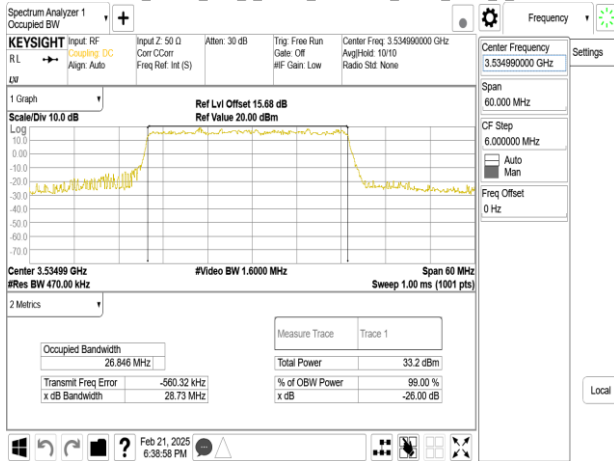 Spectrum Analyzer 1
Occupied BW
+
Frequency
KEYSIGHT
RL
LXI
Input: RF
Coupling: DC
Align: Auto
Input Z: 50 Ω
Corr CCorr
Freq Ref: Int (S)
Atten: 30 dB
Trig: Free Run
Gate: Off
#IF Gain: Low
Center Freq: 3.534990000 GHz
Avg|Hold: 10/10
Radio Std: None
Center Frequency
3.534990000 GHz
Settings
Span
60.000 MHz
CF Step
6.000000 MHz
Auto
Man
Freq Offset
0 Hz
Local
1 Graph
Scale/Div 10.0 dB
Ref Lvl Offset 15.68 dB
Ref Value 20.00 dBm
Log
10.0
0.00
-10.0
-20.0
-30.0
-40.0
-50.0
-60.0
-70.0
Center 3.53499 GHz
#Res BW 470.00 kHz
#Video BW 1.6000 MHz
Span 60 MHz
Sweep 1.00 ms (1001 pts)
2 Metrics
Measure Trace
Trace 1
Occupied Bandwidth
26.846 MHz
Total Power
33.2 dBm
Transmit Freq Error
-560.32 kHz
% of OBW Power
99.00 %
x dB Bandwidth
28.73 MHz
x dB
-26.00 dB
?
Feb 21, 2025
6:38:58 PM